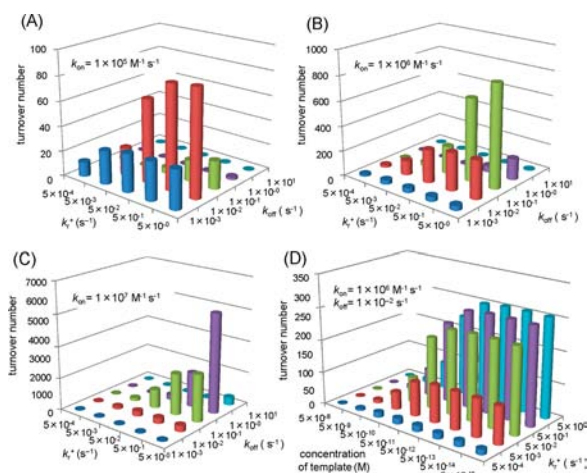 (A)
100
80
60
40
20
0
turnover number
kon = 1 × 10⁵ M⁻¹ s⁻¹
5 × 10⁻⁴
5 × 10⁻³
5 × 10⁻²
5 × 10⁻¹
5 × 10⁰
kr* (s⁻¹)
1 × 10⁻³
1 × 10⁻²
1 × 10⁻¹
1 × 10⁻⁰
1 × 10¹
koff (s⁻¹)
(B)
1000
800
600
400
200
0
turnover number
kon = 1 × 10⁶ M⁻¹ s⁻¹
5 × 10⁻⁴
5 × 10⁻³
5 × 10⁻²
5 × 10⁻¹
5 × 10⁰
kr* (s⁻¹)
1 × 10⁻³
1 × 10⁻²
1 × 10⁻¹
1 × 10⁻⁰
1 × 10¹
koff (s⁻¹)
(C)
7000
6000
5000
4000
3000
2000
1000
0
turnover number
kon = 1 × 10⁷ M⁻¹ s⁻¹
5 × 10⁻⁴
5 × 10⁻³
5 × 10⁻²
5 × 10⁻¹
5 × 10⁰
kr* (s⁻¹)
1 × 10⁻³
1 × 10⁻²
1 × 10⁻¹
1 × 10⁻⁰
1 × 10¹
koff (s⁻¹)
(D)
350
300
250
200
150
100
50
0
turnover number
kon = 1 × 10⁶ M⁻¹ s⁻¹
koff = 1 × 10⁻² s⁻¹
5 × 10⁻⁸
5 × 10⁻⁹
5 × 10⁻¹⁰
5 × 10⁻¹¹
5 × 10⁻¹²
5 × 10⁻¹³
concentration
of template (M)
5 × 10⁻⁴
5 × 10⁻³
5 × 10⁻²
5 × 10⁻¹
kr* (s⁻¹)